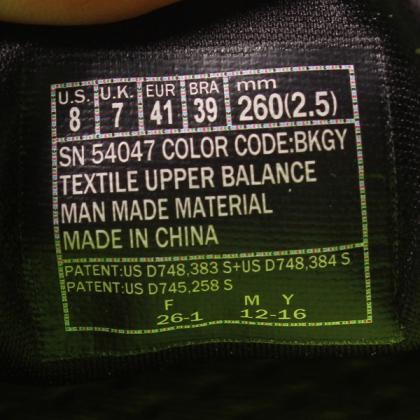 U.S. U.K. EUR BRA mm
8 7 41 39 260(2.5)
SN 54047 COLOR CODE:BKGY
TEXTILE UPPER BALANCE
MAN MADE MATERIAL
MADE IN CHINA
PATENT:US D748,383 S+US D748,384 S
PATENT:US D745,258 S
F M Y
26-1 12-16